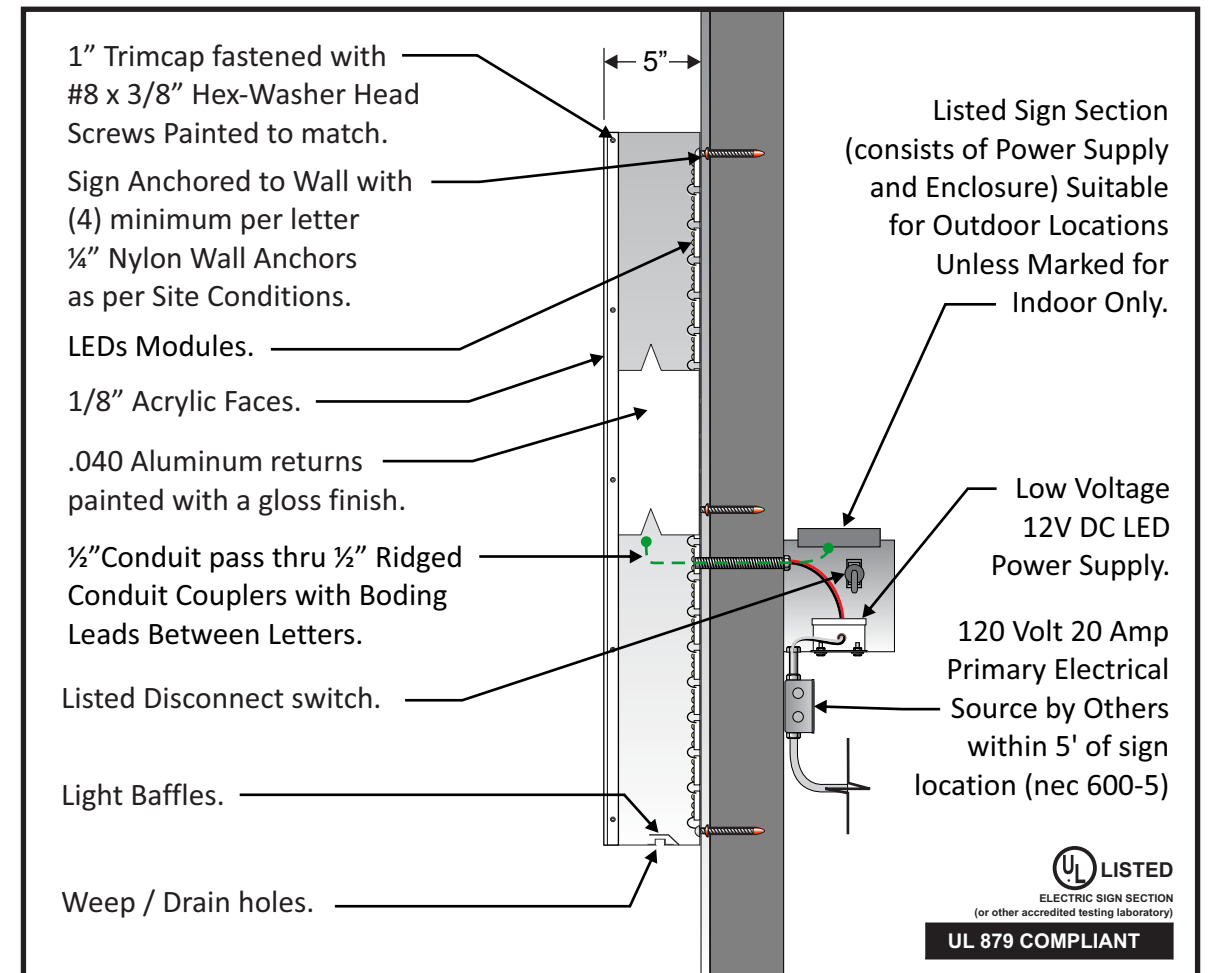 1” Trimcap fastened with
#8 x 3/8” Hex-Washer Head
Screws Painted to match.
Sign Anchored to Wall with
(4) minimum per letter
¼” Nylon Wall Anchors
as per Site Conditions.
LEDs Modules.
1/8” Acrylic Faces.
.040 Aluminum returns
painted with a gloss finish.
½”Conduit pass thru ½” Ridged
Conduit Couplers with Boding
Leads Between Letters.
Listed Disconnect switch.
Light Baffles.
Weep / Drain holes.
5”
Listed Sign Section
(consists of Power Supply
and Enclosure) Suitable
for Outdoor Locations
Unless Marked for
Indoor Only.
Low Voltage
12V DC LED
Power Supply.
120 Volt 20 Amp
Primary Electrical
Source by Others
within 5' of sign
location (nec 600-5)
UL LISTED
ELECTRIC SIGN SECTION
(or other accredited testing laboratory)
UL 879 COMPLIANT